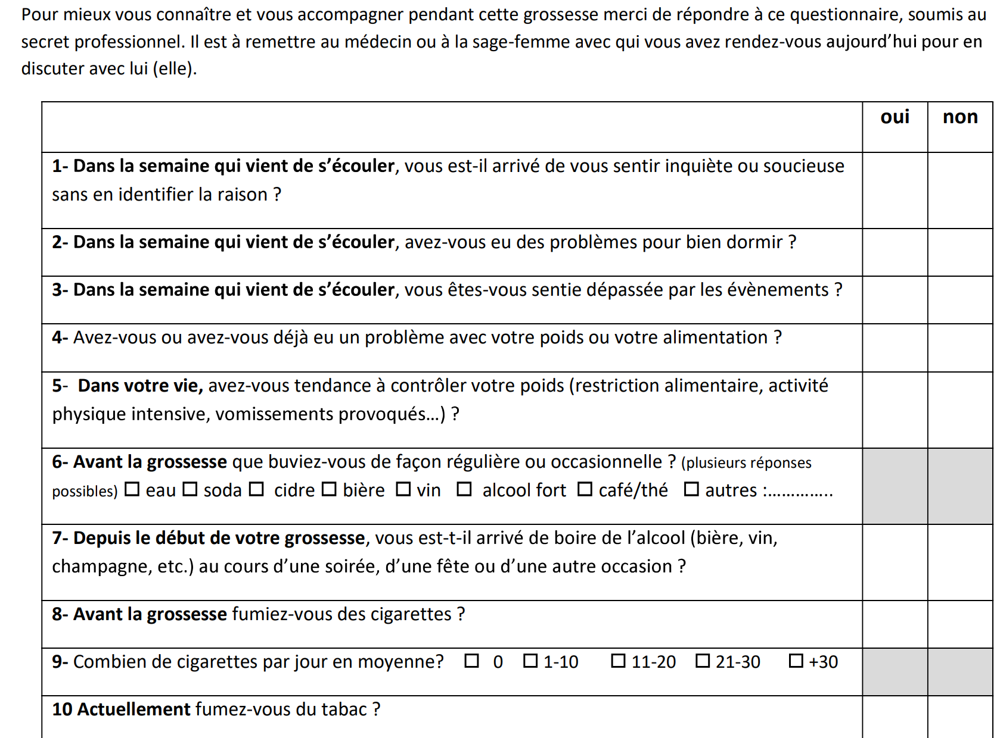 Pour mieux vous connaître et vous accompagner pendant cette grossesse merci de répondre à ce questionnaire, soumis au
secret professionnel. Il est à remettre au médecin ou à la sage-femme avec qui vous avez rendez-vous aujourd’hui pour en
discuter avec lui (elle).
oui non
1- Dans la semaine qui vient de s’écouler, vous est-il arrivé de vous sentir inquiète ou soucieuse
sans en identifier la raison ?
2- Dans la semaine qui vient de s’écouler, avez-vous eu des problèmes pour bien dormir ?
3- Dans la semaine qui vient de s’écouler, vous êtes-vous sentie dépassée par les évènements ?
4- Avez-vous ou avez-vous déjà eu un problème avec votre poids ou votre alimentation ?
5- Dans votre vie, avez-vous tendance à contrôler votre poids (restriction alimentaire, activité
physique intensive, vomissements provoqués…) ?
6- Avant la grossesse que buviez-vous de façon régulière ou occasionnelle ? (plusieurs réponses
possibles) ☐ eau ☐ soda ☐ cidre ☐ bière ☐ vin ☐ alcool fort ☐ café/thé ☐ autres :…………..
7- Depuis le début de votre grossesse, vous est-t-il arrivé de boire de l’alcool (bière, vin,
champagne, etc.) au cours d’une soirée, d’une fête ou d’une autre occasion ?
8- Avant la grossesse fumiez-vous des cigarettes ?
9- Combien de cigarettes par jour en moyenne? ☐ 0 ☐ 1-10 ☐ 11-20 ☐ 21-30 ☐ +30
10 Actuellement fumez-vous du tabac ?